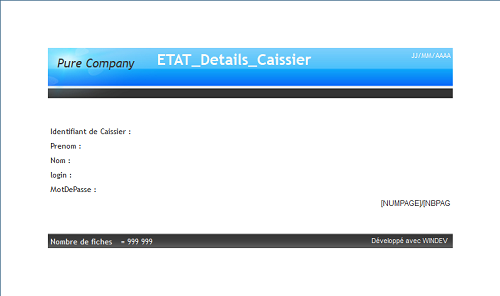 Pure Company
ETAT_Details_Caissier
JJ/MM/AAAA
Identifiant de Caissier :
Prenom :
Nom :
login :
MotDePasse :
[NUMPAGE]/[NBPAG
Nombre de fiches = 999 999
Développé avec WINDEV